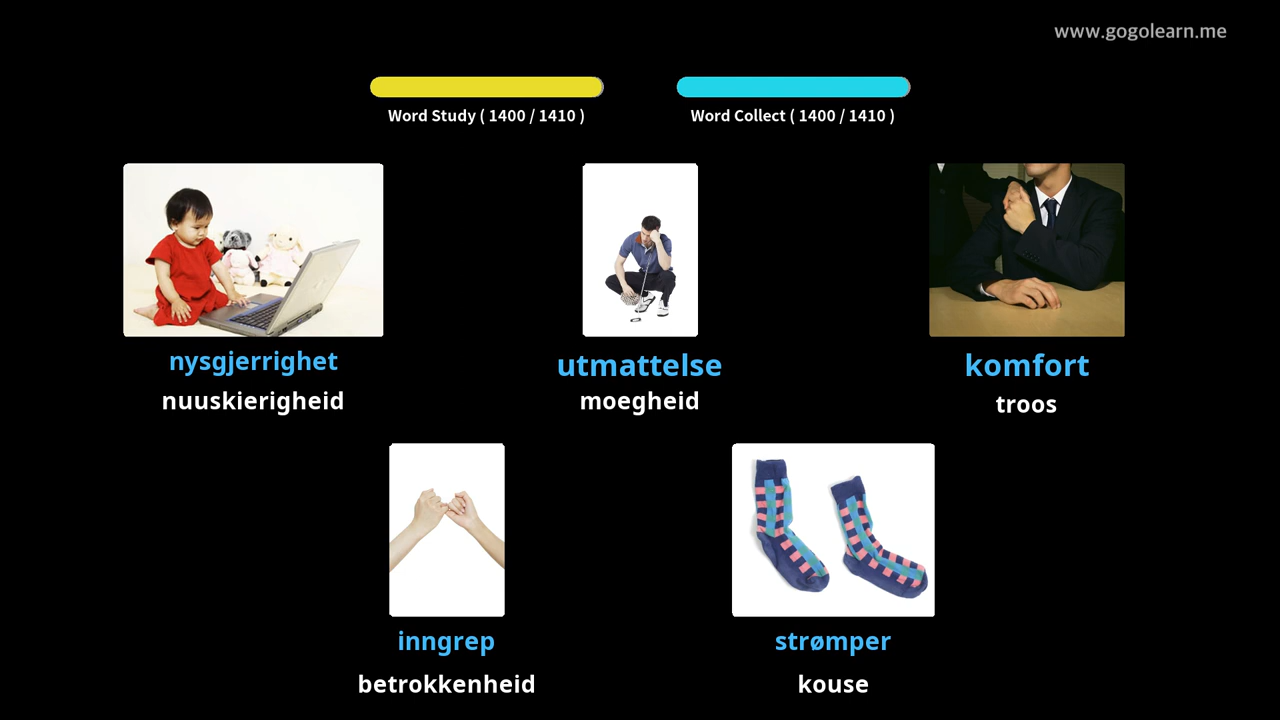 www.gogolearn.me
Word Study ( 1400 / 1410 )
Word Collect ( 1400 / 1410 )
nysgjerrighet
nuuskierigheid
utmattelse
moegheid
komfort
troos
inngrep
betrokkenheid
strømper
kouse